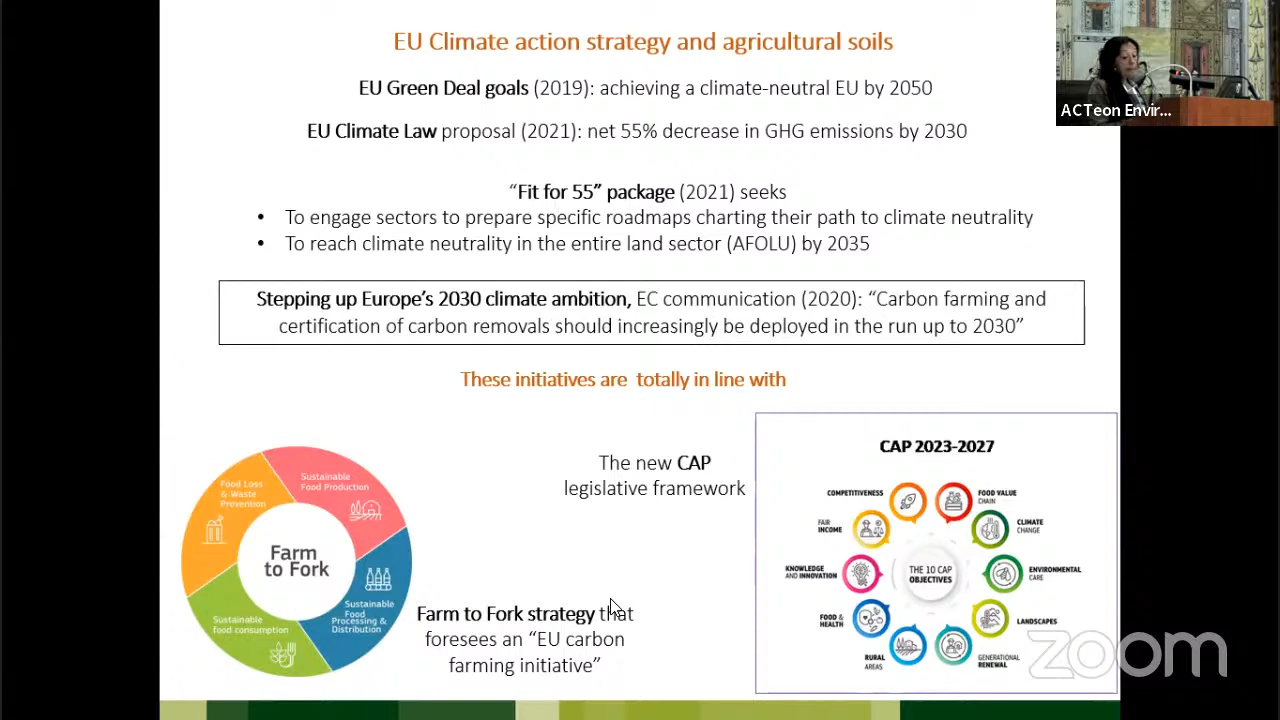 EU Climate action strategy and agricultural soils
EU Green Deal goals (2019): achieving a climate-neutral EU by 2050
EU Climate Law proposal (2021): net 55% decrease in GHG emissions by 2030
“Fit for 55” package (2021) seeks
• To engage sectors to prepare specific roadmaps charting their path to climate neutrality
• To reach climate neutrality in the entire land sector (AFOLU) by 2035
Stepping up Europe’s 2030 climate ambition, EC communication (2020): “Carbon farming and
certification of carbon removals should increasingly be deployed in the run up to 2030”
These initiatives are totally in line with
Food Loss
& Waste
Prevention
Sustainable
Food Production
Farm
to Fork
Sustainable
Food
Processing &
Distribution
Sustainable
food consumption
The new CAP
legislative framework
Farm to Fork strategy that
foresees an “EU carbon
farming initiative”
CAP 2023-2027
COMPETITIVENESS
FOOD VALUE
CHAIN
FAIR
INCOME
CLIMATE
CHANGE
KNOWLEDGE
AND INNOVATION
THE 10 CAP
OBJECTIVES
ENVIRONMENTAL
CARE
FOOD &
HEALTH
LANDSCAPES
RURAL
AREAS
GENERATIONAL
RENEWAL
ACTeon Envir...
zoom